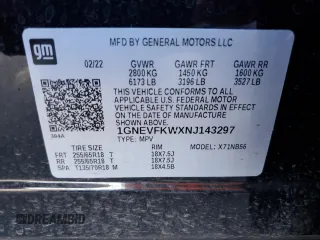 gm
MFD BY GENERAL MOTORS LLC
02/22 GVWR GAWR FRT GAWR RR
2800 KG 1450 KG 1600 KG
6173 LB 3196 LB 3527 LB
THIS VEHICLE CONFORMS TO ALL APPLICABLE U.S. FEDERAL MOTOR
VEHICLE SAFETY STANDARDS IN EFFECT ON THE DATE OF
MANUFACTURE SHOWN ABOVE.
1GNEVFKWXNJ143297
TYPE: MPV
TIRE SIZE RIM MODEL: X71NB56
FRT 255/65R18 T 18X7.5J
RR 255/65R18 T 18X7.5J
SPA T135/70R18 M 18X4.5B